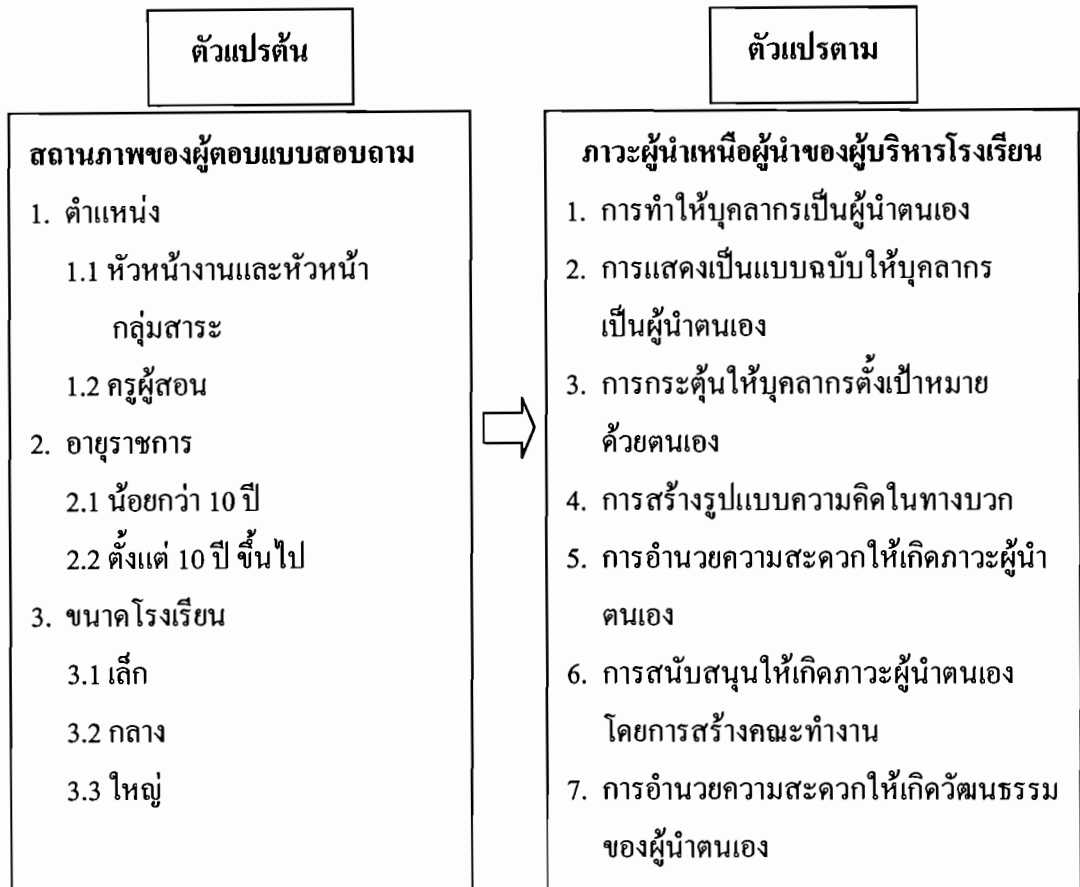 ตัวแปรต้น
สถานภาพของผู้ตอบแบบสอบถาม
1. ตำแหน่ง
1.1 หัวหน้างานและหัวหน้า
กลุ่มสาระ
1.2 ครูผู้สอน
2. อายุราชการ
2.1 น้อยกว่า 10 ปี
2.2 ตั้งแต่ 10 ปี ขึ้นไป
3. ขนาดโรงเรียน
3.1 เล็ก
3.2 กลาง
3.3 ใหญ่
ตัวแปรตาม
ภาวะผู้นำเหนือผู้นำของผู้บริหารโรงเรียน
1. การทำให้บุคลากรเป็นผู้นำตนเอง
2. การแสดงเป็นแบบฉบับให้บุคลากร
เป็นผู้นำตนเอง
3. การกระตุ้นให้บุคลากรตั้งเป้าหมาย
ด้วยตนเอง
4. การสร้างรูปแบบความคิดในทางบวก
5. การอำนวยความสะดวกให้เกิดภาวะผู้นำ
ตนเอง
6. การสนับสนุนให้เกิดภาวะผู้นำตนเอง
โดยการสร้างคณะทำงาน
7. การอำนวยความสะดวกให้เกิดวัฒนธรรม
ของผู้นำตนเอง